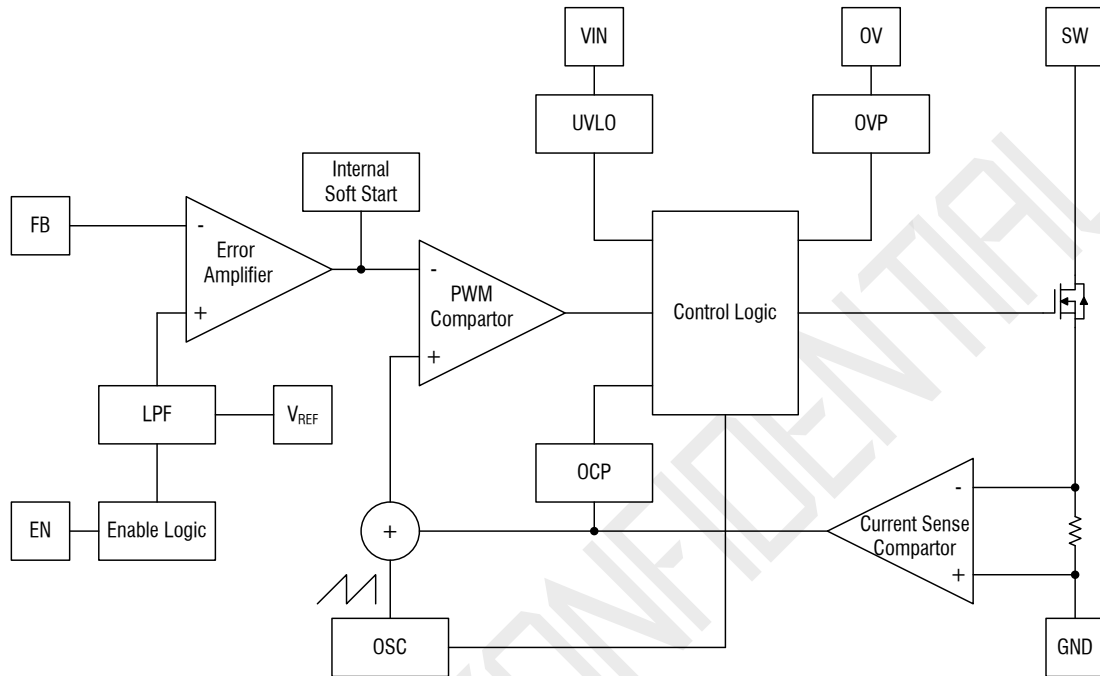 VIN
OV
SW
UVLO
OVP
Internal
Soft Start
FB
-
Error
Amplifier
+
-
PWM
Compartor
+
Control Logic
LPF
VREF
OCP
EN
Enable Logic
+
-
Current Sense
Compartor
+
OSC
GND
CONFIDENTIAL